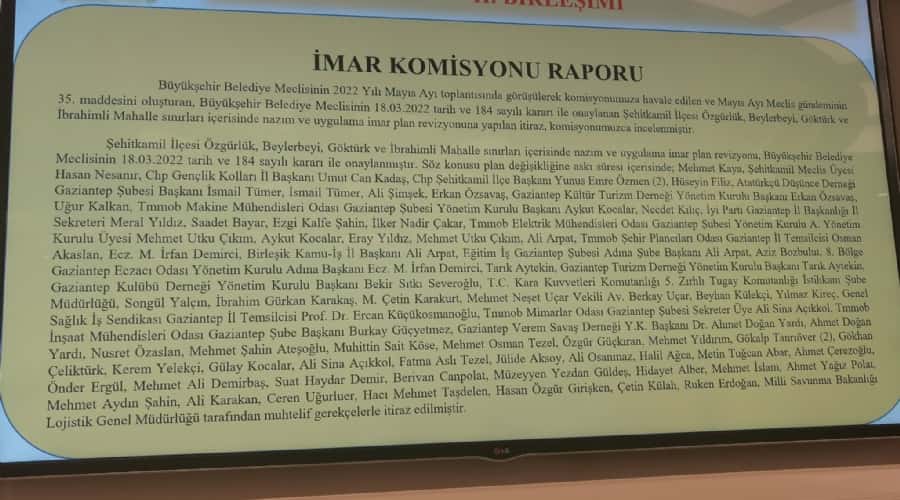 II. BİRLEŞİMİ
İMAR KOMİSYONU RAPORU
Büyükşehir Belediye Meclisinin 2022 Yılı Mayıs Ayı toplantısında görüşülerek komisyonumuza havale edilen ve Mayıs Ayı Meclis gündeminin
35. maddesini oluşturan, Büyükşehir Belediye Meclisinin 18.03.2022 tarih ve 184 sayılı kararı ile onaylanan Şehitkamil İlçesi Özgürlük, Beylerbeyi, Göktürk ve
İbrahimli Mahalle sınırları içerisinde nazım ve uygulama imar plan revizyonuna yapılan itiraz, komisyonumuzca incelenmiştir.
Şehitkamil İlçesi Özgürlük, Beylerbeyi, Göktürk ve İbrahimli Mahalle sınırları içerisinde nazım ve uygulama imar plan revizyonu, Büyükşehir Belediye
Meclisinin 18.03.2022 tarih ve 184 sayılı kararı ile onaylanmıştır. Söz konusu plan değişikliğine askı süresi içerisinde; Mehmet Kaya, Şehitkamil Meclis Üyesi
Hasan Nesanır, Chp Gençlik Kolları İl Başkanı Umut Can Kadaş, Chp Şehitkamil İlçe Başkanı Yunus Emre Özmen (2), Hüseyin Filiz, Atatürkçü Düşünce Derneği
Gaziantep Şubesi Başkanı İsmail Tümer, İsmail Tümer, Ali Şimşek, Erkan Özsavaş, Gaziantep Kültür Turizm Derneği Yönetim Kurulu Başkanı Erkan Özsavaş,
Uğur Kalkan, Tmmob Makine Mühendisleri Odası Gaziantep Şubesi Yönetim Kurulu Başkanı Aykut Kocalar, Necdet Kılıç, İyi Parti Gaziantep İl Başkanlığı İl
Sekreteri Meral Yıldız, Saadet Bayar, Ezgi Kalfe Şahin, İlker Nadir Çakar, Tmmob Elektrik Mühendisleri Odası Gaziantep Şubesi Yönetim Kurulu A. Yönetim
Kurulu Üyesi Mehmet Utku Çıkım, Aykut Kocalar, Eray Yıldız, Mehmet Utku Çıkım, Ali Arpat, Tmmob Şehir Plancıları Odası Gaziantep İl Temsilcisi Osman
Akaslan, Ecz. M. İrfan Demirci, Birleşik Kamu-İş İl Başkanı Ali Arpat, Eğitim İş Gaziantep Şubesi Adına Şube Başkanı Ali Arpat, Aziz Bozbulut, 8. Bölge
Gaziantep Eczacı Odası Yönetim Kurulu Adına Başkanı Ecz. M. İrfan Demirci, Tarık Aytekin, Gaziantep Turizm Derneği Yönetim Kurulu Başkanı Tarık Aytekin,
Gaziantep Kulübü Derneği Yönetim Kurulu Başkanı Bekir Sıtkı Severoğlu, T.C. Kara Kuvvetleri Komutanlığı 5. Zırhlı Tugay Komutanlığı İstihkam Şube
Müdürlüğü, Songül Yalçın, İbrahim Gürkan Karakaş, M. Çetin Karakurt, Mehmet Neşet Uçar Vekili Av. Berkay Uçar, Beyhan Külekçi, Yılmaz Kireç, Genel
Sağlık İş Sendikası Gaziantep İl Temsilcisi Prof. Dr. Ercan Küçükosmanoğlu, Tmmob Mimarlar Odası Gaziantep Şubesi Sekreter Üye Ali Sina Açıkkol, Tmmob
İnşaat Mühendisleri Odası Gaziantep Şube Başkanı Burkay Güçyetmez, Gaziantep Verem Savaş Derneği Y.K. Başkanı Dr. Ahmet Doğan Yardı, Ahmet Doğan
Yardı, Nusret Özaslan, Mehmet Şahin Ateşoğlu, Muhittin Sait Köse, Mehmet Osman Tezel, Özgür Güçkıran, Mehmet Yıldırım, Gökalp Tanrıöver (2), Gökhan
Çeliktürk, Kerem Yelekçi, Gülay Kocalar, Ali Sina Açıkkol, Fatma Aslı Tezel, Jülide Aksoy, Ali Osanmaz, Halil Ağca, Metin Tuğcan Abar, Ahmet Çerezoğlu,
Önder Ergül, Mehmet Ali Demirbaş, Suat Haydar Demir, Berivan Canpolat, Müzeyyen Yezdan Güldeş, Hidayet Alber, Mehmet İslam, Ahmet Yağız Polat,
Mehmet Aydın Şahin, Ali Karakan, Ceren Uğurluer, Hacı Mehmet Taşdelen, Hasan Özgür Girişken, Çetin Külah, Ruken Erdoğan, Milli Savunma Bakanlığı
Lojistik Genel Müdürlüğü tarafından muhtelif gerekçelerle itiraz edilmiştir.